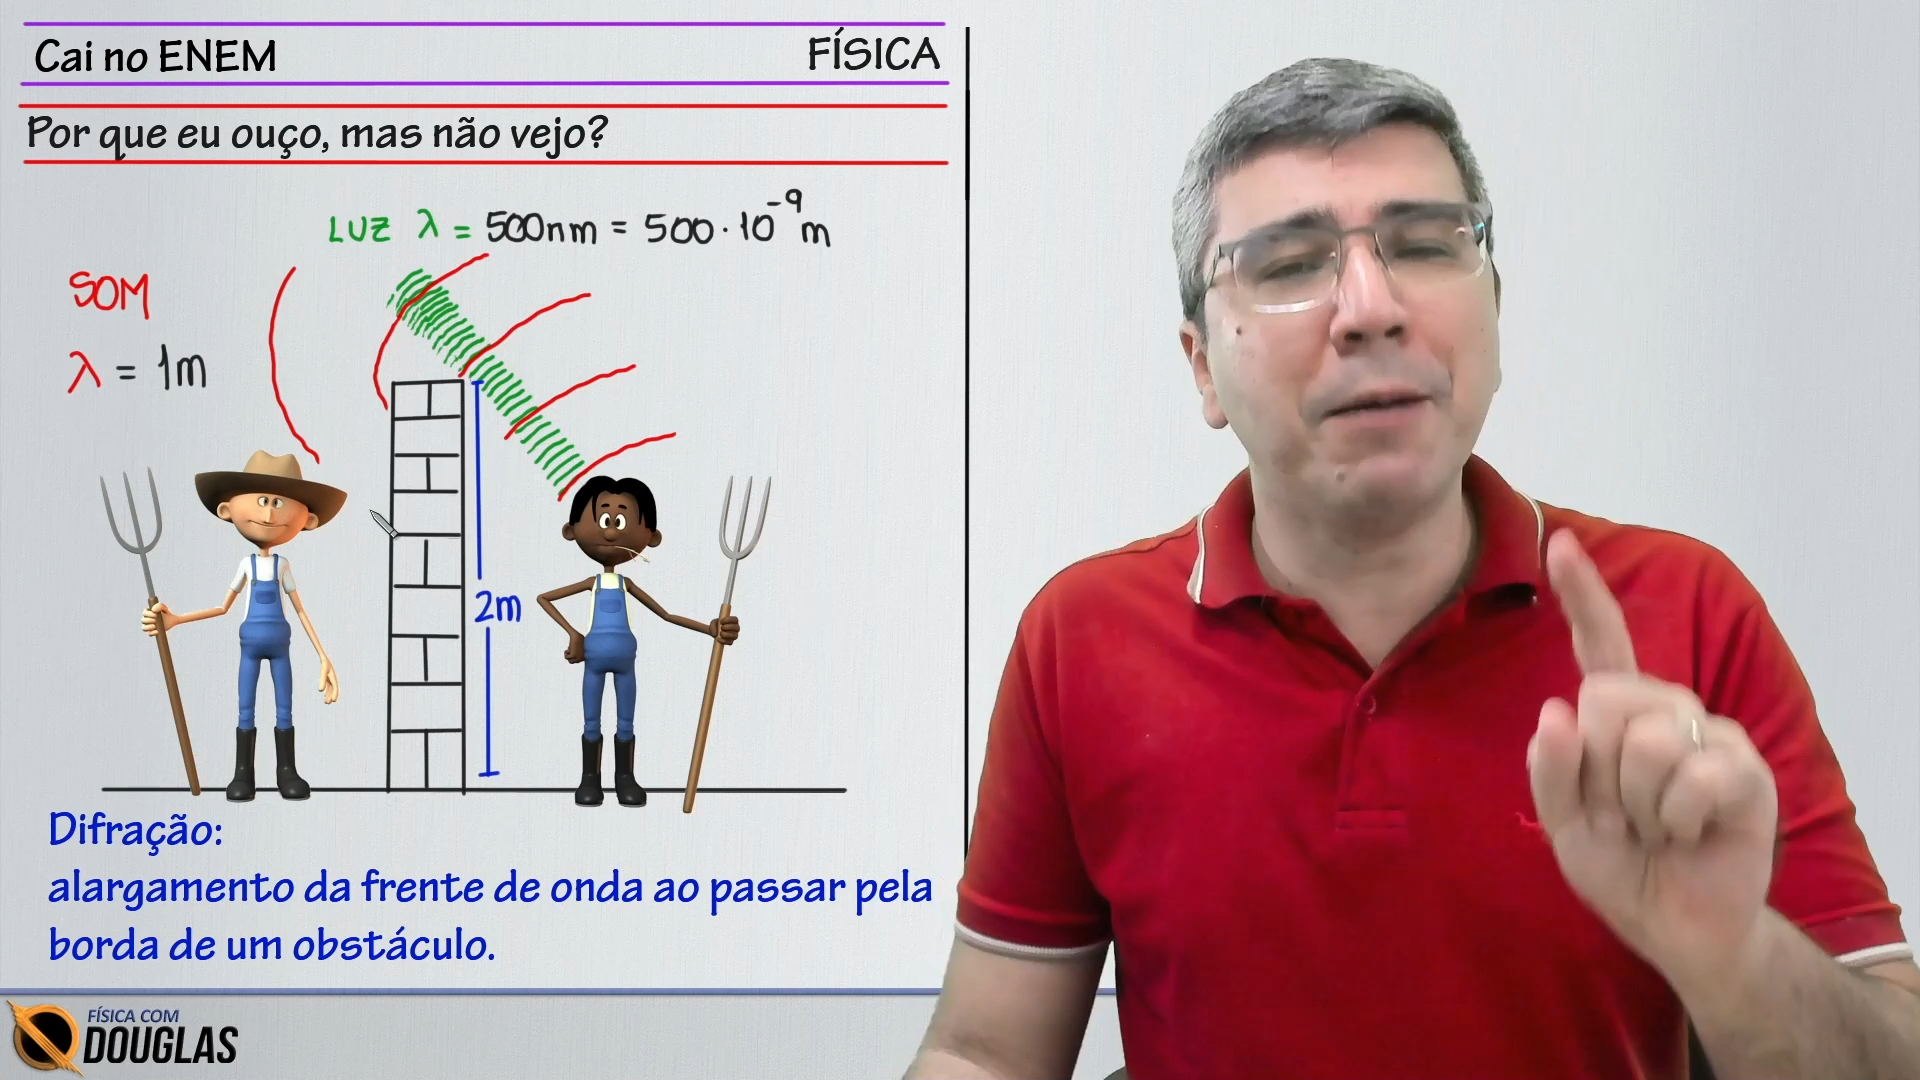 Cai no ENEM
FÍSICA
Por que eu ouço, mas não vejo?
LUZ λ = 500nm = 500·10⁻⁹ m
SOM
λ = 1m
2m
Difração:
alargamento da frente de onda ao passar pela
borda de um obstáculo.
FÍSICA COM
DOUGLAS